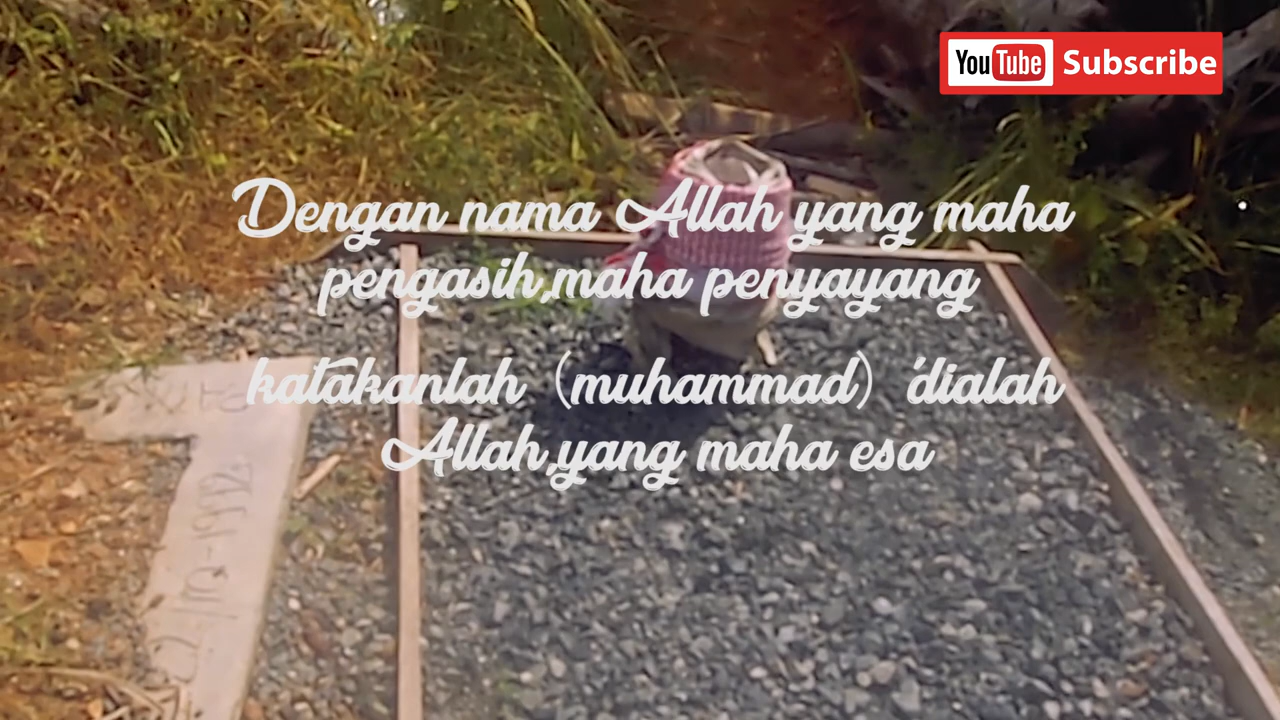 YouTube Subscribe
Dengan nama Allah yang maha
pengasih,maha penyayang
katakanlah (muhammad) 'dialah
Allah,yang maha esa